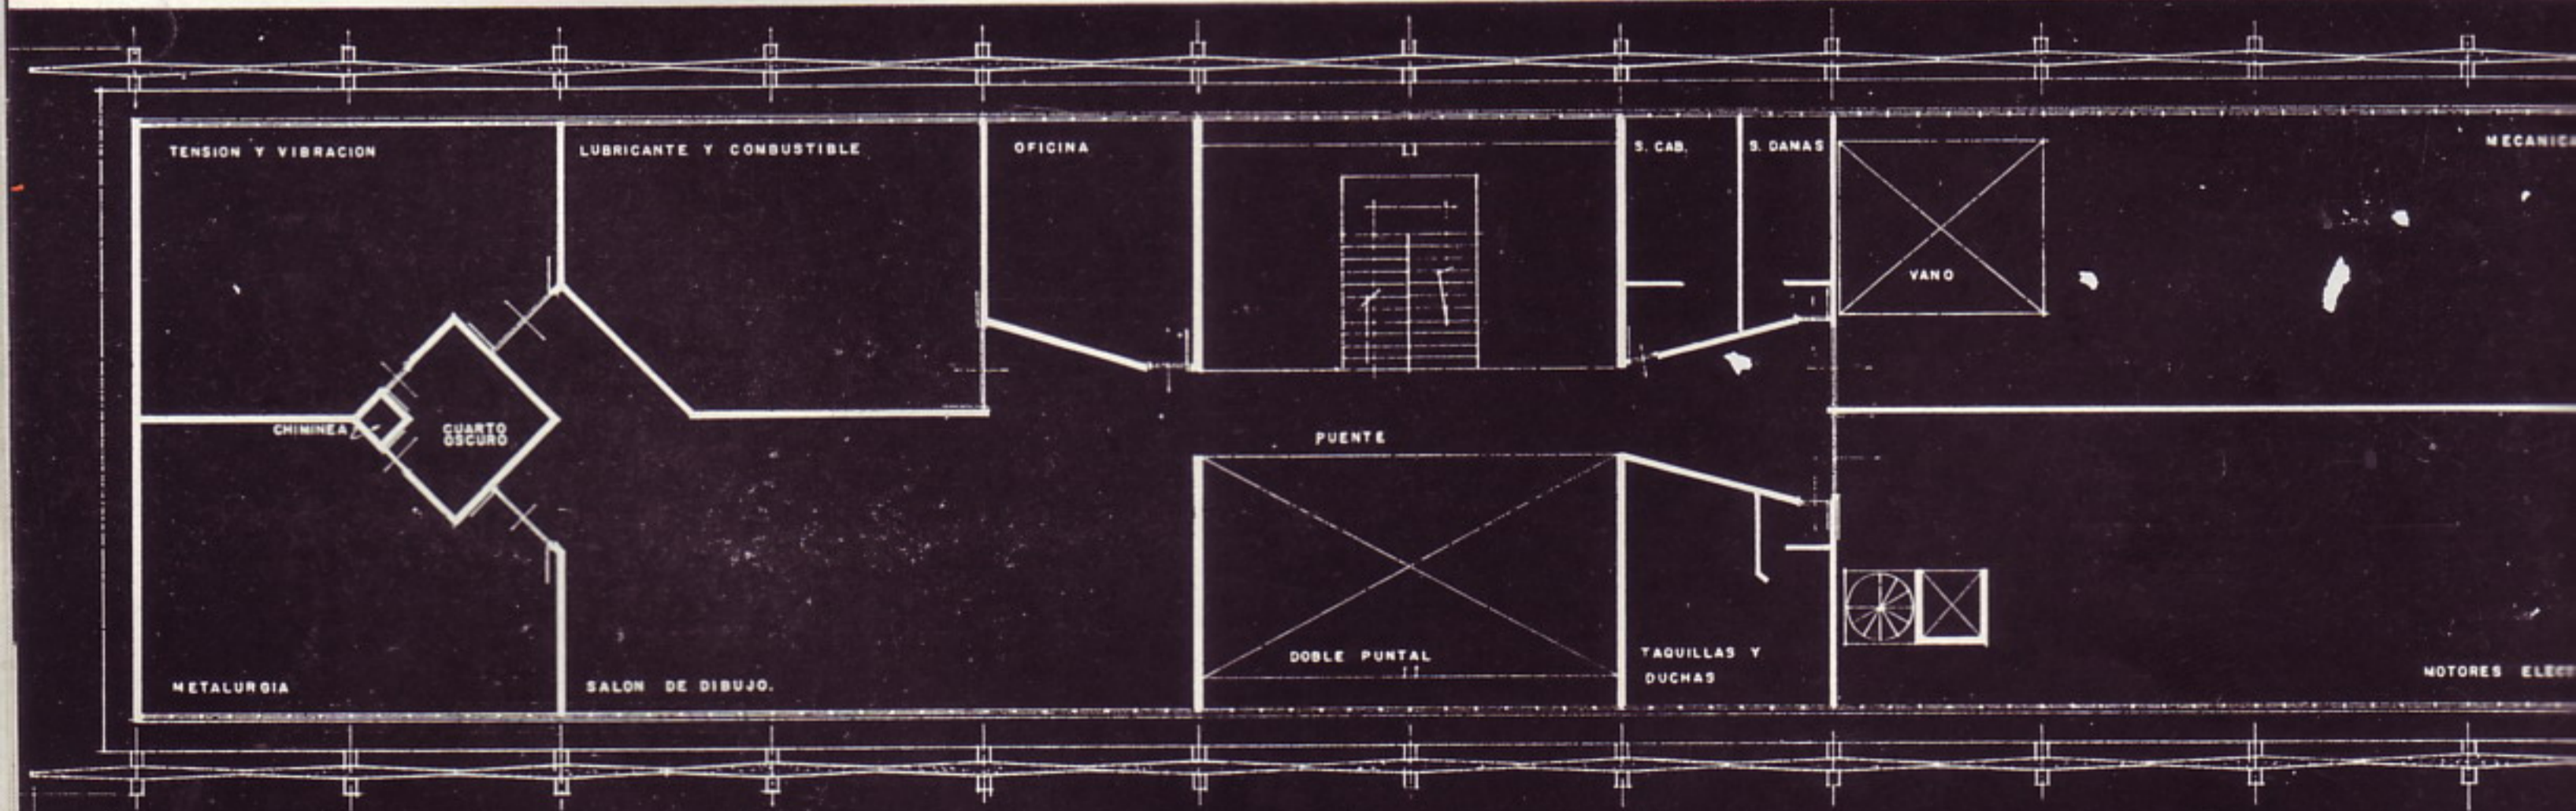 TENSION Y VIBRACION
LUBRICANTE Y COMBUSTIBLE
OFICINA
S. CAB.
S. DAMAS
VANO
CHIMINEA
CUARTO
OSCURO
PUENTE
DOBLE PUNTAL
TAQUILLAS Y
DUCHAS
METALURGIA
SALON DE DIBUJO.
MOTORES